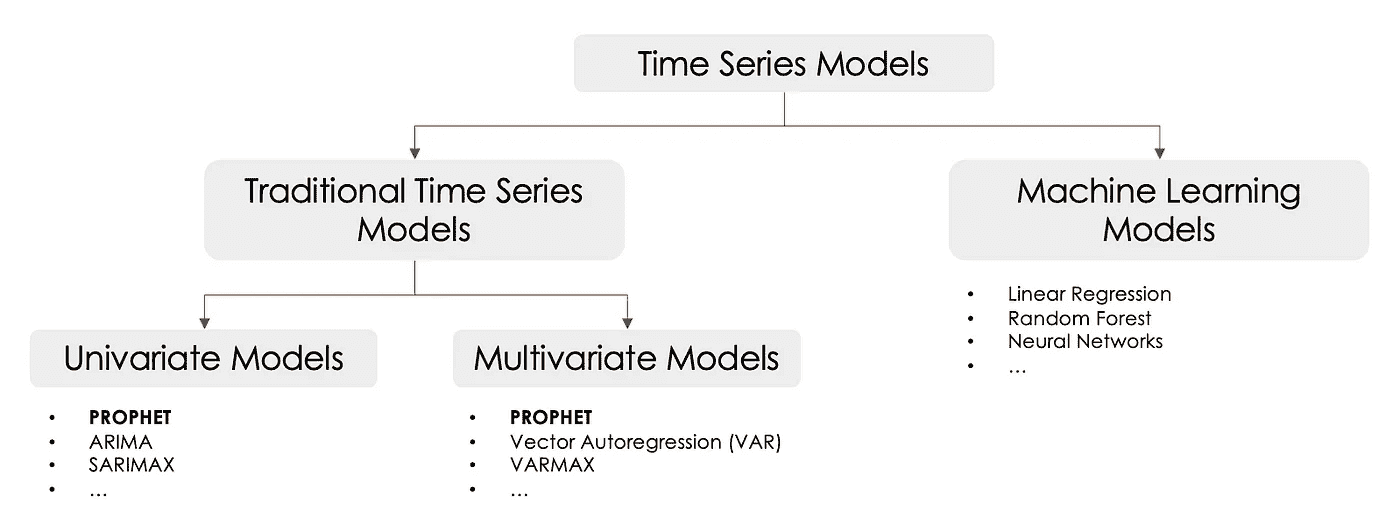 Time Series Models
Traditional Time Series
Models
Machine Learning
Models
• Linear Regression
• Random Forest
• Neural Networks
• ...
Univariate Models
• PROPHET
• ARIMA
• SARIMAX
• ...
Multivariate Models
• PROPHET
• Vector Autoregression (VAR)
• VARMAX
• ...